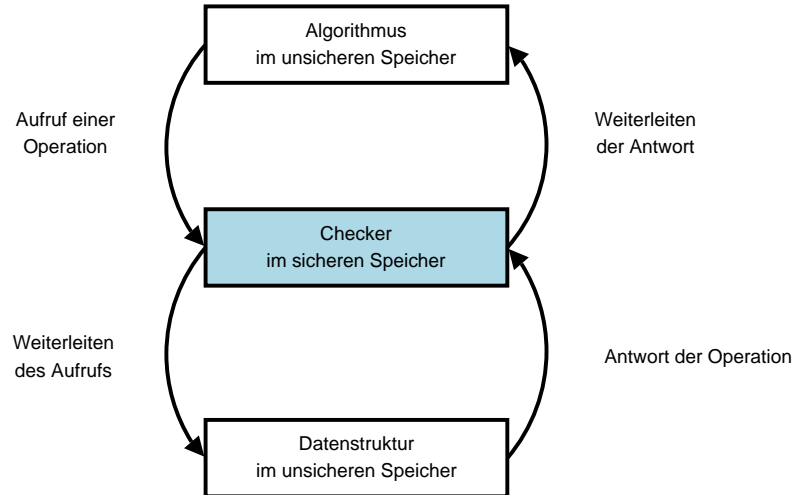 Algorithmus
im unsicheren Speicher
Aufruf einer
Operation
Weiterleiten
der Antwort
Checker
im sicheren Speicher
Weiterleiten
des Aufrufs
Antwort der Operation
Datenstruktur
im unsicheren Speicher